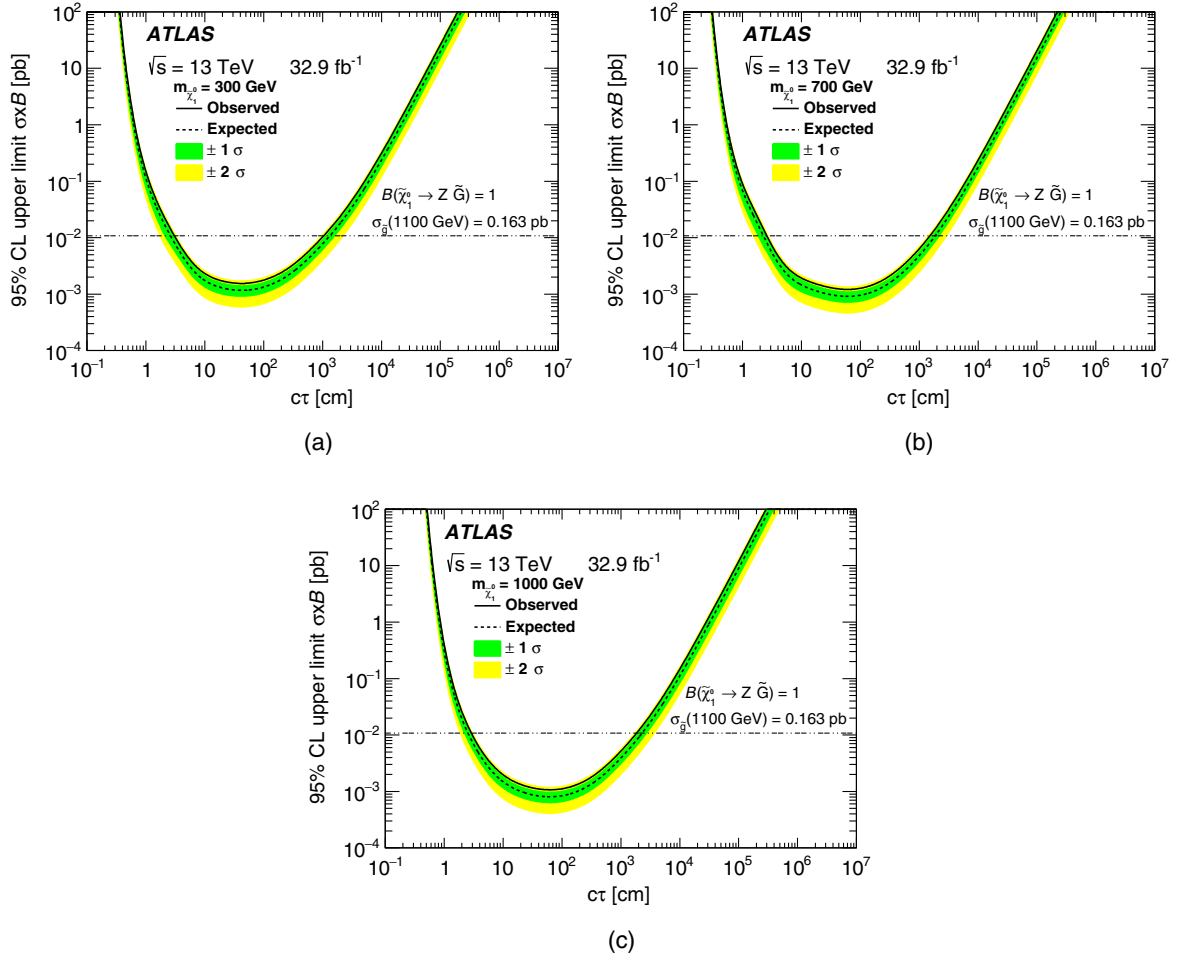 10²
10
1
10⁻¹
10⁻²
10⁻³
10⁻⁴
95% CL upper limit σxB [pb]
ATLAS
√s = 13 TeV 32.9 fb⁻¹
m_χ̃₁⁰ = 300 GeV
Observed
Expected
± 1 σ
± 2 σ
B(χ̃₁⁰ → Z G̃) = 1
σ_g̃(1100 GeV) = 0.163 pb
10⁻¹ 1 10 10² 10³ 10⁴ 10⁵ 10⁶ 10⁷
cτ [cm]
(a)
10²
10
1
10⁻¹
10⁻²
10⁻³
10⁻⁴
95% CL upper limit σxB [pb]
ATLAS
√s = 13 TeV 32.9 fb⁻¹
m_χ̃₁⁰ = 700 GeV
Observed
Expected
± 1 σ
± 2 σ
B(χ̃₁⁰ → Z G̃) = 1
σ_g̃(1100 GeV) = 0.163 pb
10⁻¹ 1 10 10² 10³ 10⁴ 10⁵ 10⁶ 10⁷
cτ [cm]
(b)
10²
10
1
10⁻¹
10⁻²
10⁻³
10⁻⁴
95% CL upper limit σxB [pb]
ATLAS
√s = 13 TeV 32.9 fb⁻¹
m_χ̃₁⁰ = 1000 GeV
Observed
Expected
± 1 σ
± 2 σ
B(χ̃₁⁰ → Z G̃) = 1
σ_g̃(1100 GeV) = 0.163 pb
10⁻¹ 1 10 10² 10³ 10⁴ 10⁵ 10⁶ 10⁷
cτ [cm]
(c)